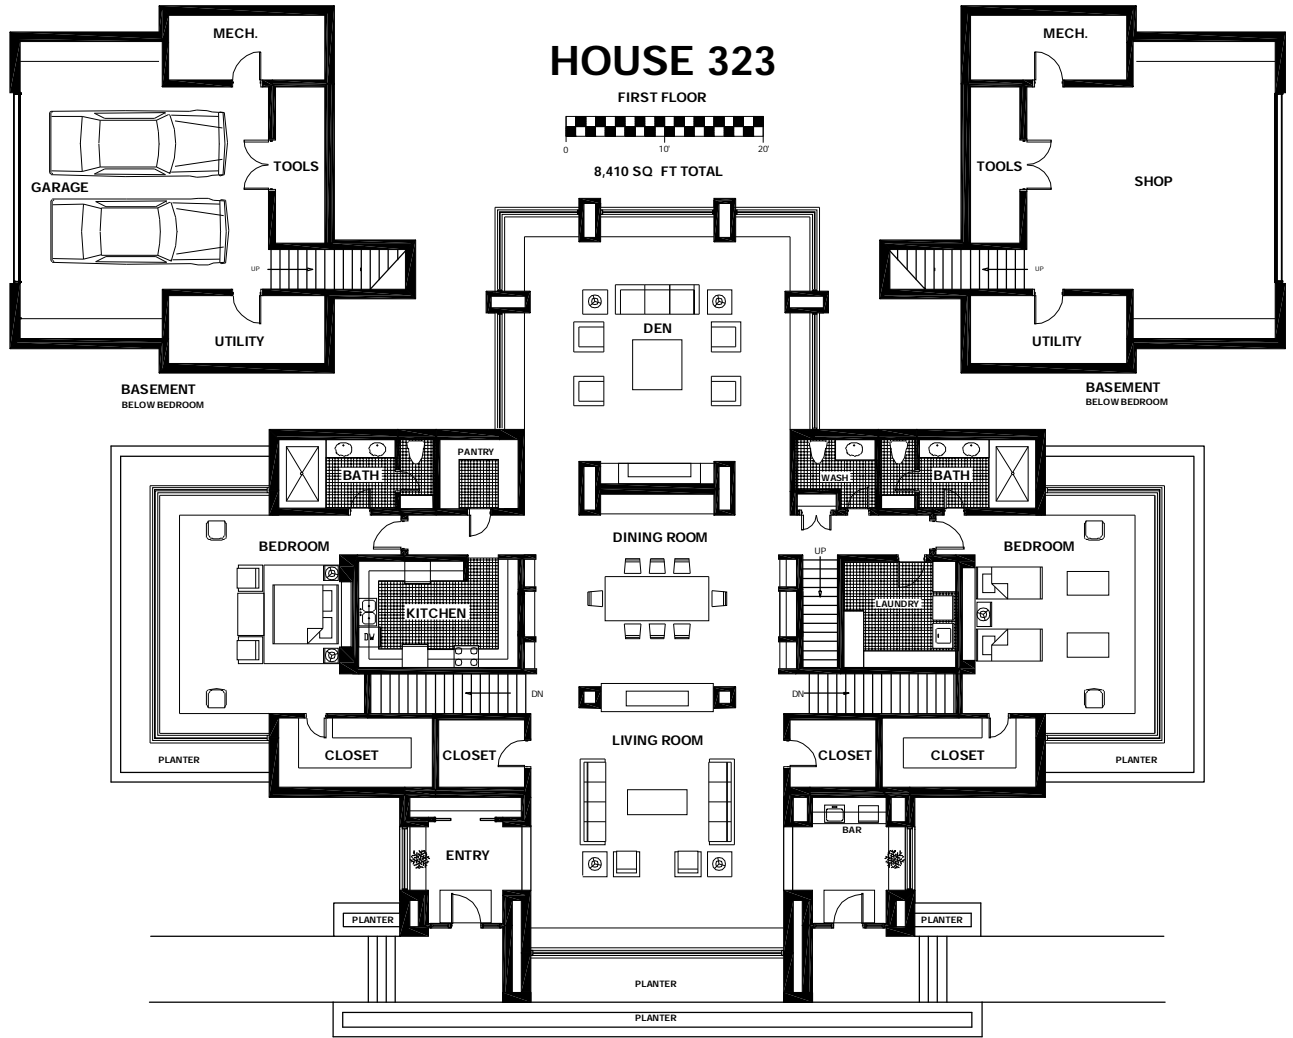 HOUSE 323
FIRST FLOOR
0 10' 20'
8,410 SQ FT TOTAL
MECH.
TOOLS
GARAGE
UP
UTILITY
BASEMENT
BELOW BEDROOM
MECH.
TOOLS
SHOP
UP
UTILITY
BASEMENT
BELOW BEDROOM
DEN
BATH
PANTRY
WASH
BATH
BEDROOM
DINING ROOM
UP
BEDROOM
KITCHEN
DW
LAUNDRY
DN
DN
LIVING ROOM
CLOSET
CLOSET
CLOSET
CLOSET
PLANTER
PLANTER
BAR
ENTRY
PLANTER
PLANTER
PLANTER
PLANTER